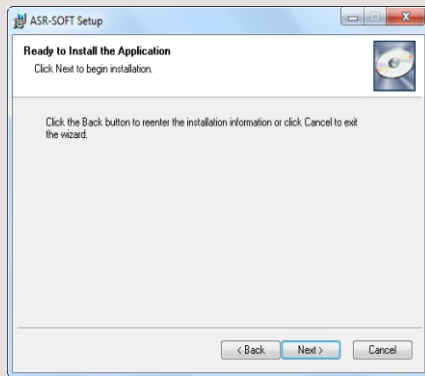 ASR-SOFT Setup
Ready to Install the Application
Click Next to begin installation.
Click the Back button to reenter the installation information or click Cancel to exit
the wizard.
< Back Next > Cancel